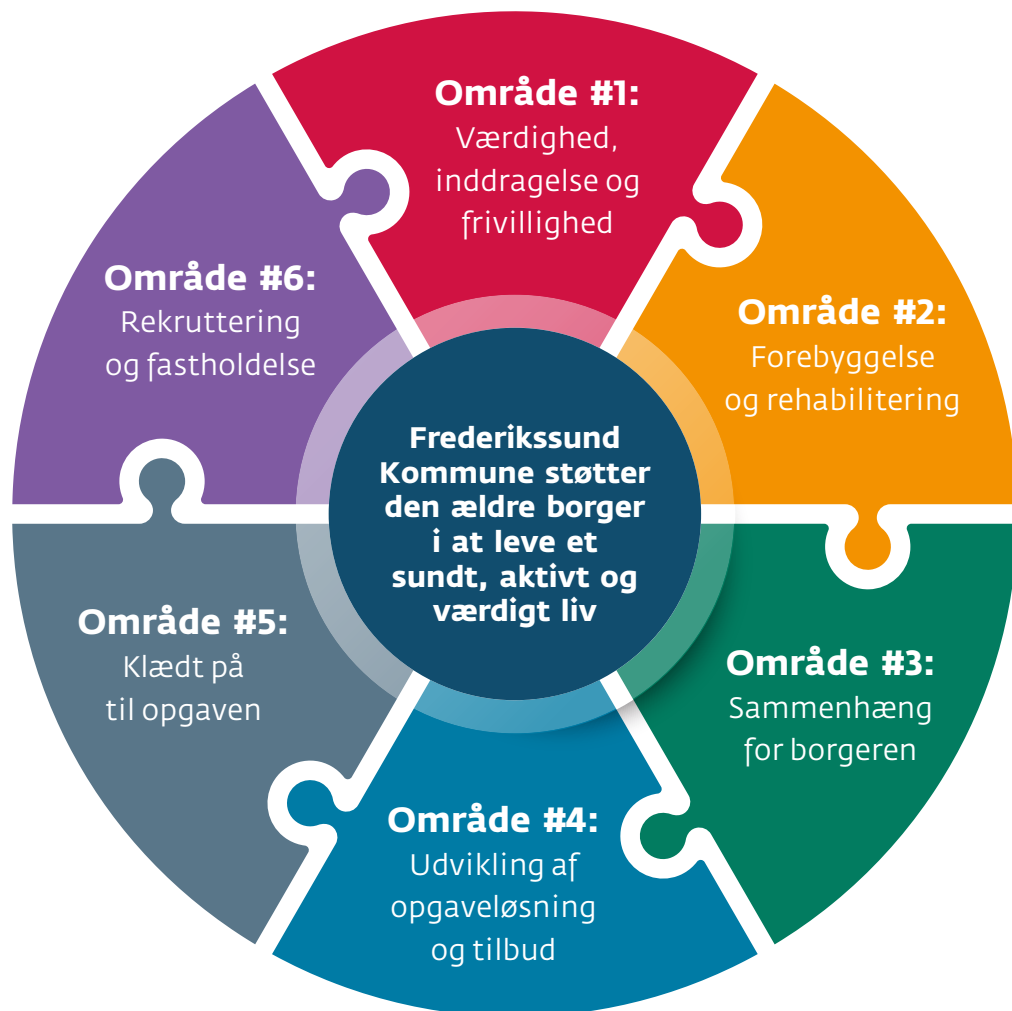 Område #1:
Værdighed,
inddragelse og
frivillighed
Område #2:
Forebyggelse
og rehabilitering
Område #3:
Sammenhæng
for borgeren
Område #4:
Udvikling af
opgaveløsning
og tilbud
Område #5:
Klædt på
til opgaven
Område #6:
Rekruttering
og fastholdelse
Frederikssund
Kommune støtter
den ældre borger
i at leve et
sundt, aktivt og
værdigt liv